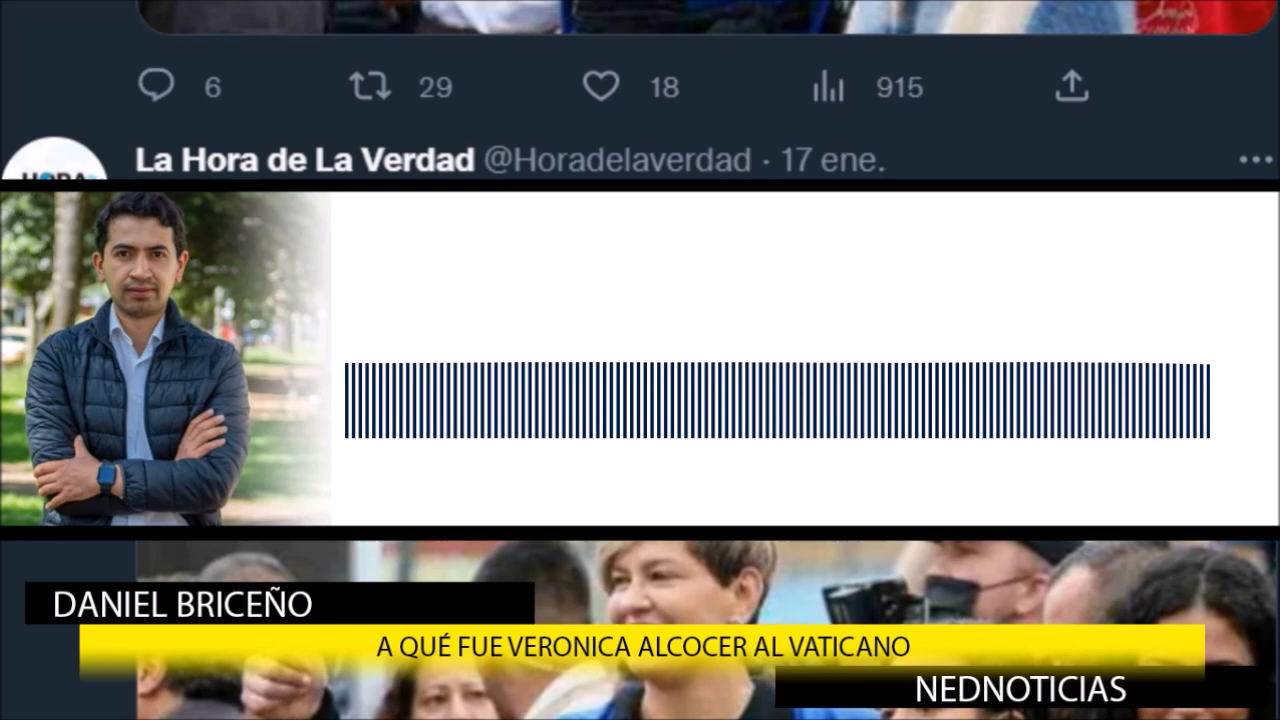 6 29 18 915
La Hora de La Verdad @Horadelaverdad · 17 ene.
DANIEL BRICEÑO
A QUÉ FUE VERONICA ALCOCER AL VATICANO
NEDNOTICIAS